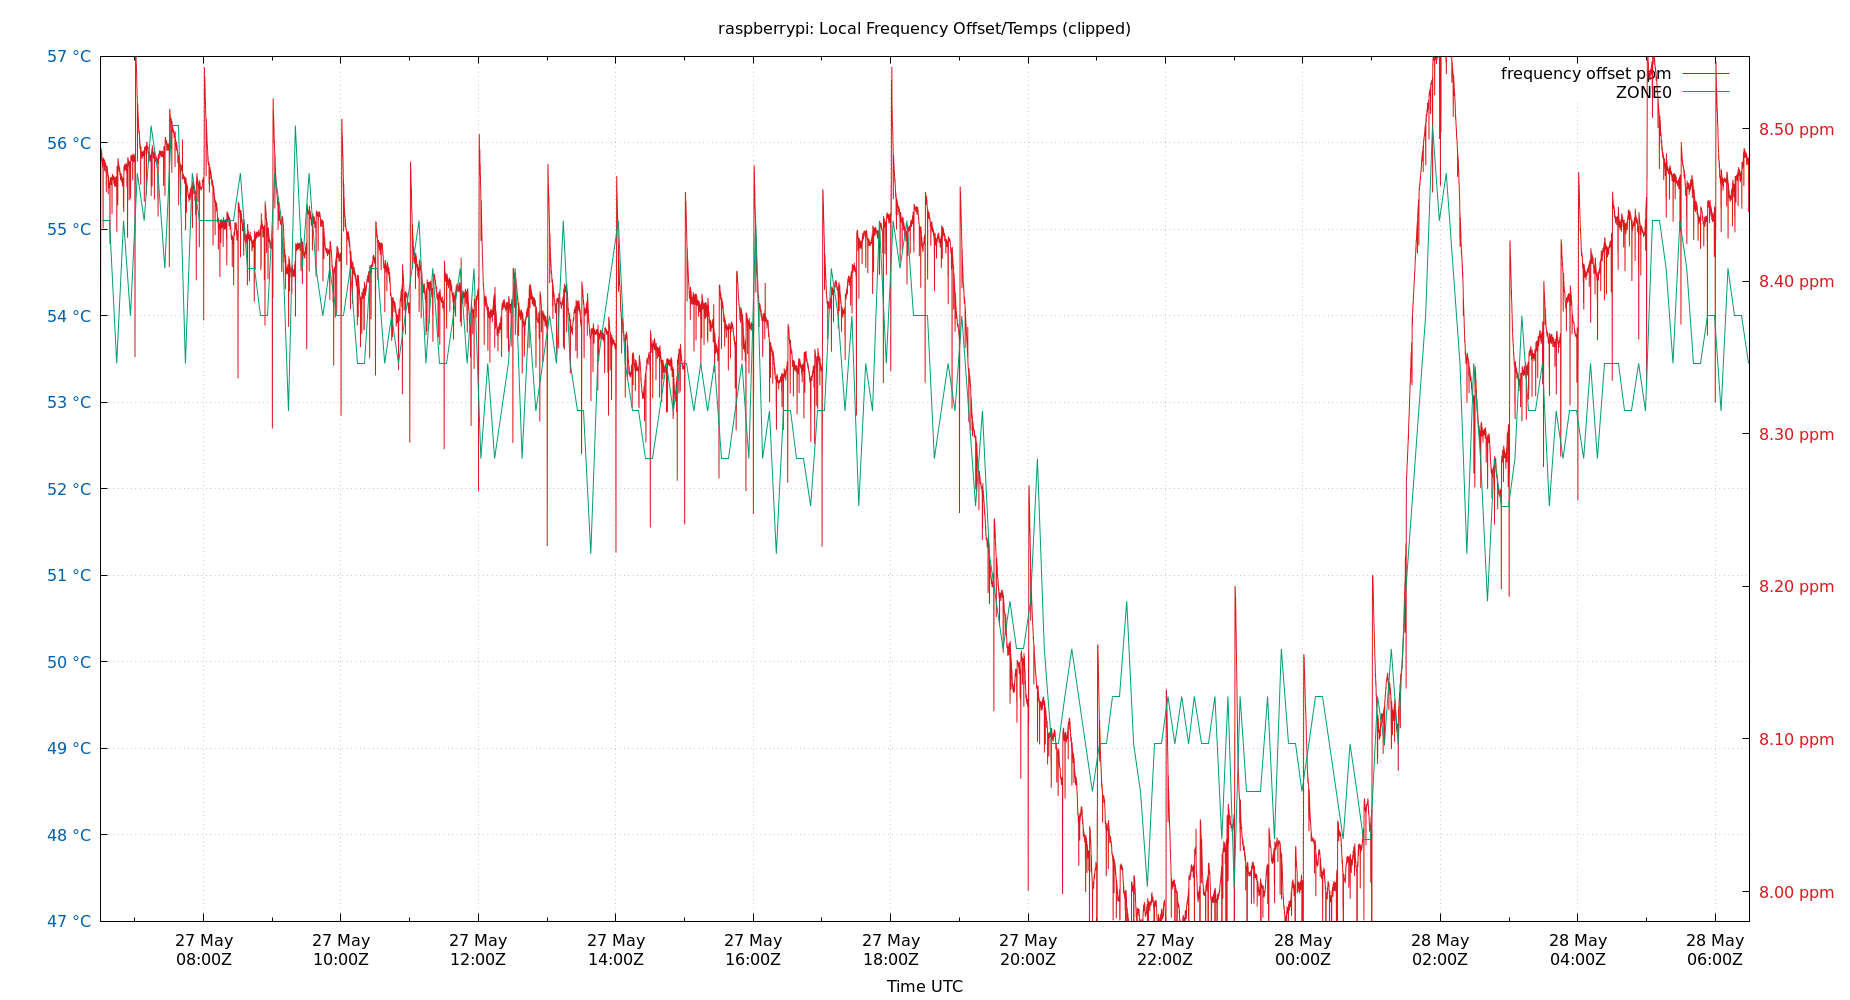 raspberrypi: Local Frequency Offset/Temps (clipped)
57 °C
56 °C
55 °C
54 °C
53 °C
52 °C
51 °C
50 °C
49 °C
48 °C
47 °C
frequency offset ppm
ZONE0
8.50 ppm
8.40 ppm
8.30 ppm
8.20 ppm
8.10 ppm
8.00 ppm
27 May
08:00Z
27 May
10:00Z
27 May
12:00Z
27 May
14:00Z
27 May
16:00Z
27 May
18:00Z
27 May
20:00Z
27 May
22:00Z
28 May
00:00Z
28 May
02:00Z
28 May
04:00Z
28 May
06:00Z
Time UTC